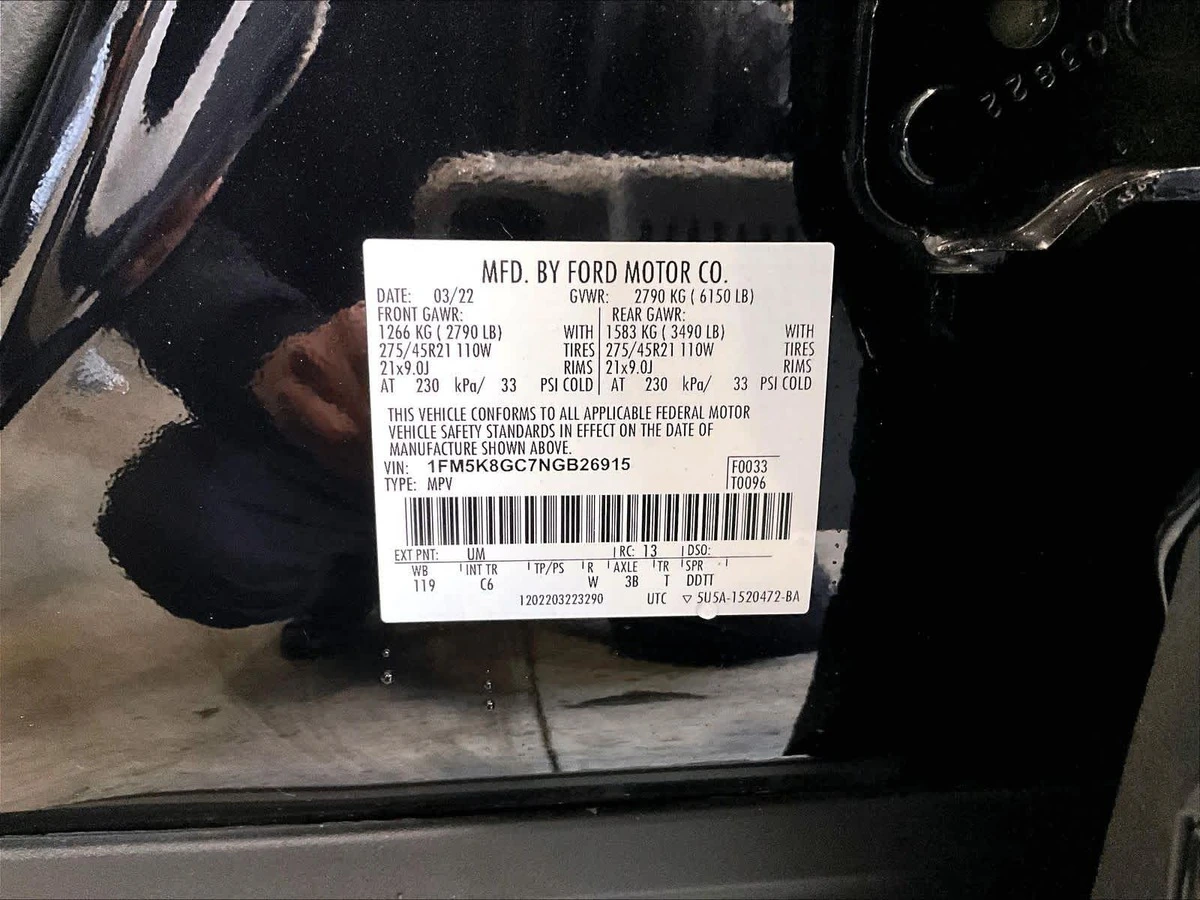 03822
MFD. BY FORD MOTOR CO.
DATE: 03/22 GVWR: 2790 KG ( 6150 LB)
FRONT GAWR: REAR GAWR:
1266 KG ( 2790 LB) WITH 1583 KG ( 3490 LB) WITH
275/45R21 110W TIRES 275/45R21 110W TIRES
21x9.0J RIMS 21x9.0J RIMS
AT 230 kPa/ 33 PSI COLD AT 230 kPa/ 33 PSI COLD
THIS VEHICLE CONFORMS TO ALL APPLICABLE FEDERAL MOTOR
VEHICLE SAFETY STANDARDS IN EFFECT ON THE DATE OF
MANUFACTURE SHOWN ABOVE.
VIN: 1FM5K8GC7NGB26915 F0033
TYPE: MPV T0096
EXT PNT: UM RC: 13 DSO:
WB INT TR TP/PS R AXLE TR SPR
119 C6 W 3B T DDTT
1202203223290 UTC ▽ 5U5A-1520472-BA